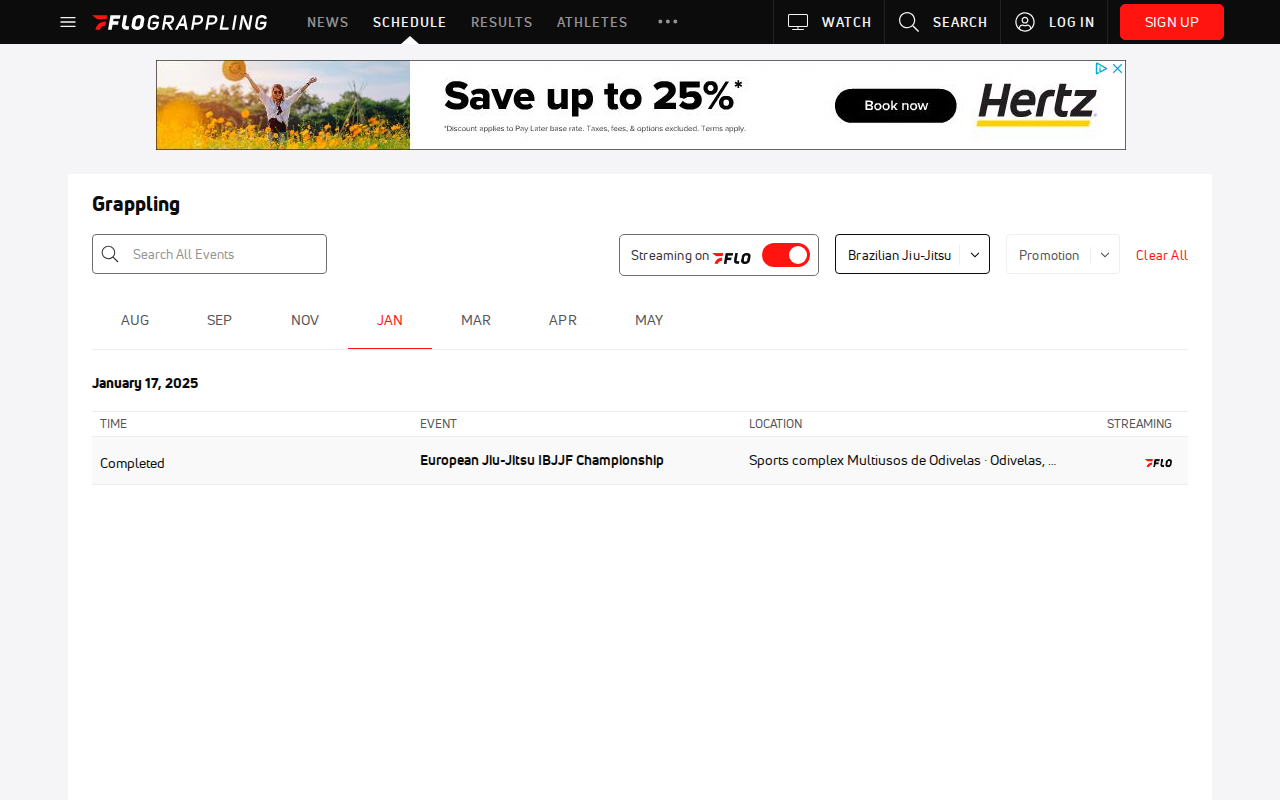 FLOGRAPPLING NEWS SCHEDULE RESULTS ATHLETES WATCH SEARCH LOG IN SIGN UP
Save up to 25%*
*Discount applies to Pay Later base rate. Taxes, fees, & options excluded. Terms apply.
Book now
Hertz
Grappling
Search All Events
Streaming on FLO
Brazilian Jiu-Jitsu
Promotion
Clear All
AUG SEP NOV JAN MAR APR MAY
January 17, 2025
TIME EVENT LOCATION STREAMING
Completed European Jiu-Jitsu IBJJF Championship Sports complex Multiusos de Odivelas · Odivelas, ... FLO